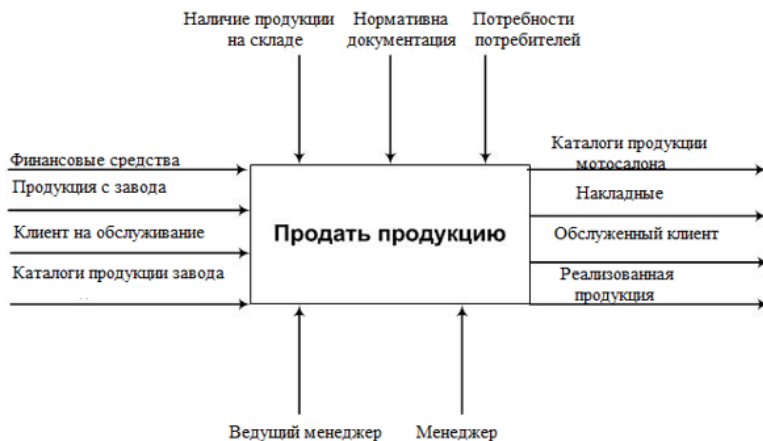 Наличие продукции
на складе
Нормативна
документация
Потребности
потребителей
Финансовые средства
Продукция с завода
Клиент на обслуживание
Каталоги продукции завода
Продать продукцию
Каталоги продукции
мотосалона
Накладные
Обслуженный клиент
Реализованная
продукция
Ведущий менеджер
Менеджер